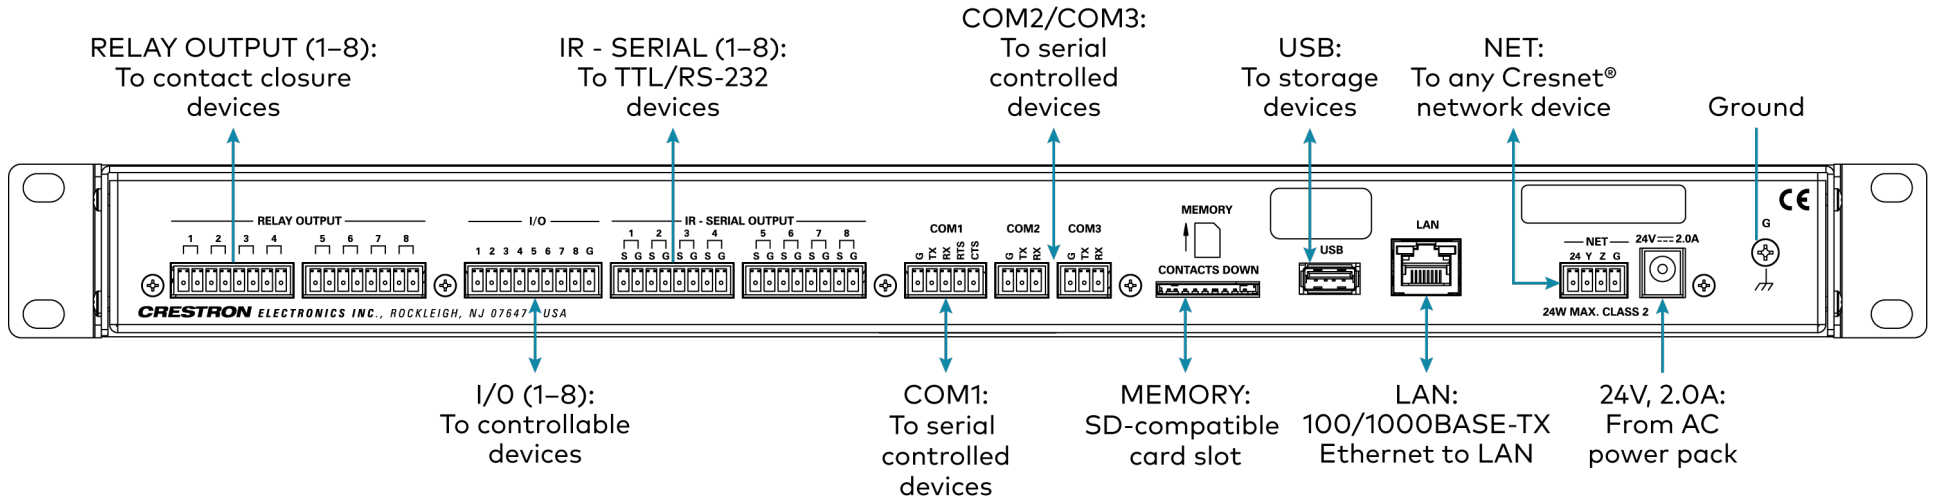 COM2/COM3:
To serial
controlled
devices
RELAY OUTPUT (1–8):
To contact closure
devices
IR - SERIAL (1–8):
To TTL/RS-232
devices
USB:
To storage
devices
NET:
To any Cresnet®
network device
Ground
RELAY OUTPUT
1 2 3 4 5 6 7 8
I/O
1 2 3 4 5 6 7 8 G
IR - SERIAL OUTPUT
1 2 3 4 5 6 7 8
S G S G S G S G S G S G S G S G
COM1
G TX RX RTS CTS
COM2
G TX RX
COM3
G TX RX
MEMORY
CONTACTS DOWN
USB
LAN
NET
24 Y Z G
24W MAX. CLASS 2
24V⎓2.0A
CE
G
CRESTRON ELECTRONICS INC., ROCKLEIGH, NJ 07647 USA
I/O (1–8):
To controllable
devices
COM1:
To serial
controlled
devices
MEMORY:
SD-compatible
card slot
LAN:
100/1000BASE-TX
Ethernet to LAN
24V, 2.0A:
From AC
power pack